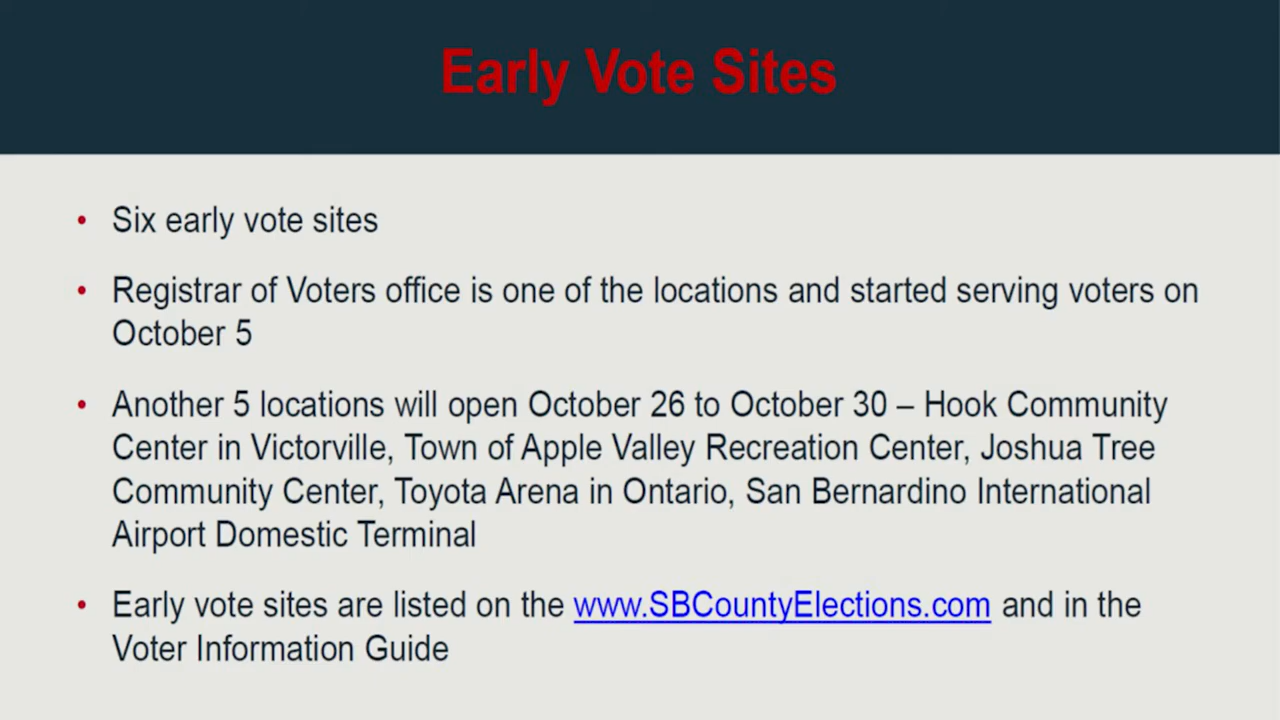 Early Vote Sites
• Six early vote sites
• Registrar of Voters office is one of the locations and started serving voters on
October 5
• Another 5 locations will open October 26 to October 30 – Hook Community
Center in Victorville, Town of Apple Valley Recreation Center, Joshua Tree
Community Center, Toyota Arena in Ontario, San Bernardino International
Airport Domestic Terminal
• Early vote sites are listed on the www.SBCountyElections.com and in the
Voter Information Guide